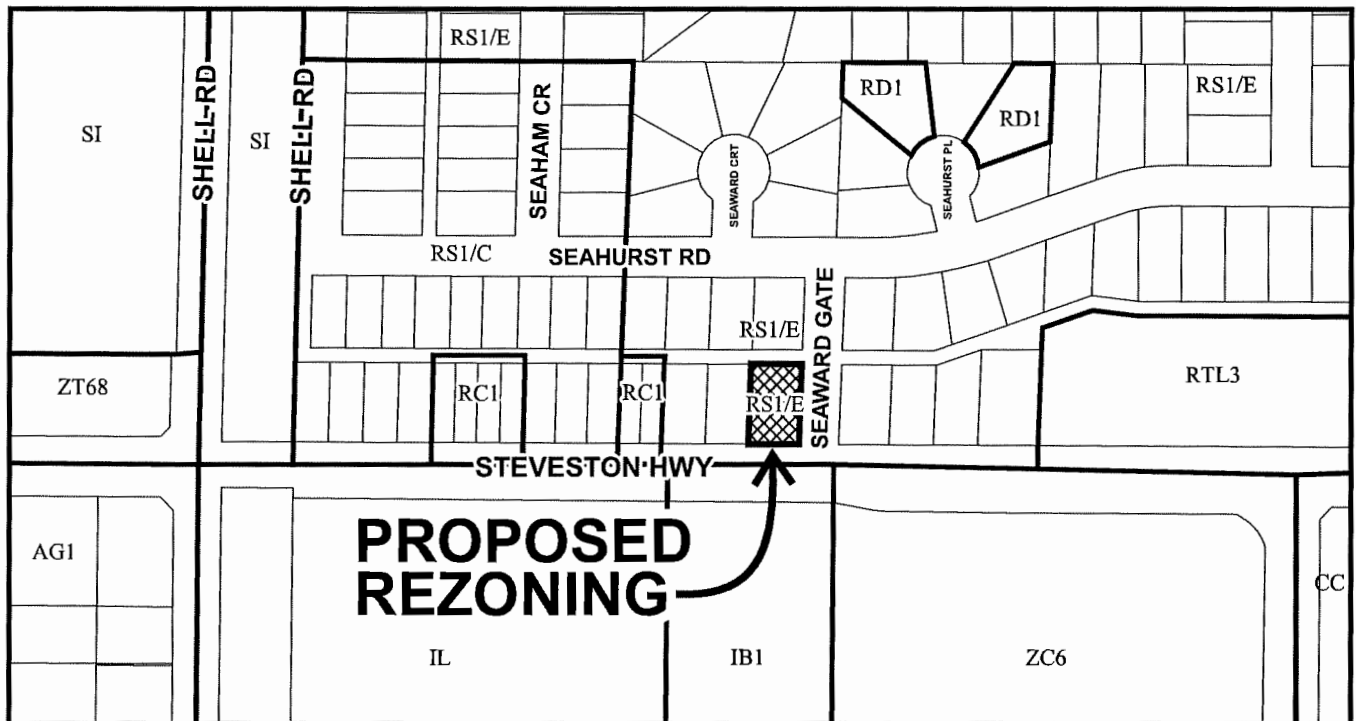 RS1/E
RD1
RD1
RS1/E
SI
SHELL RD
SI
SHELL RD
SEAHAM CR
SEAWARD CRT
SEAHURST PL
RS1/C
SEAHURST RD
RS1/E
SEAWARD GATE
ZT68
RC1
RC1
RS1/E
RTL3
STEVESTON HWY
PROPOSED
REZONING
AG1
CC
IL
IB1
ZC6